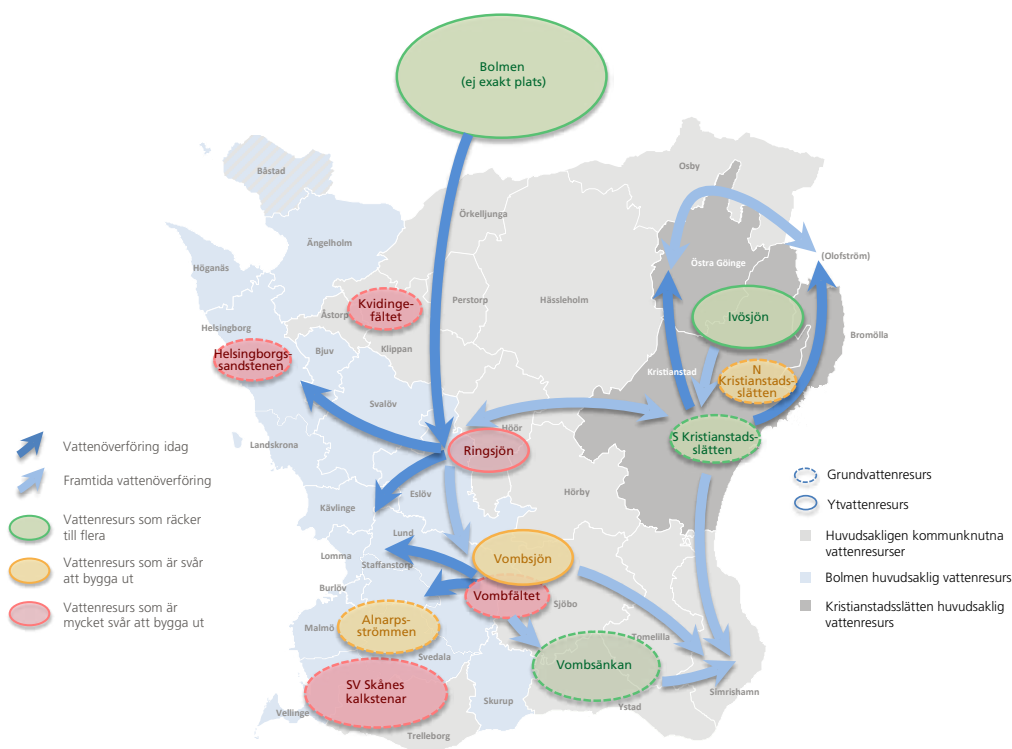 Bolmen
(ej exakt plats)
Osby
Båstad
Örkelljunga
Ängelholm
Östra Göinge
(Olofström)
Höganäs
Kvidinge-
fältet
Perstorp
Hässleholm
Ivösjön
Åstorp
Helsingborg
Bromölla
Klippan
Bjuv
Helsingborgs-
sandstenen
Kristianstad
N
Kristianstads-
slätten
Svalöv
Höör
Landskrona
Ringsjön
S Kristianstads-
slätten
Eslöv
Hörby
Kävlinge
Lund
Lomma
Staffanstorp
Vombsjön
Burlöv
Vombfältet
Sjöbo
Malmö
Alnarps-
strömmen
Tomelilla
Svedala
Vombsänkan
SV Skånes
kalkstenar
Skurup
Simrishamn
Ystad
Vellinge
Trelleborg
Vattenöverföring idag
Framtida vattenöverföring
Vattenresurs som räcker
till flera
Vattenresurs som är svår
att bygga ut
Vattenresurs som är
mycket svår att bygga ut
Grundvattenresurs
Ytvattenresurs
Huvudsakligen kommunknutna
vattenresurser
Bolmen huvudsaklig vattenresurs
Kristianstadsslätten huvudsaklig
vattenresurs